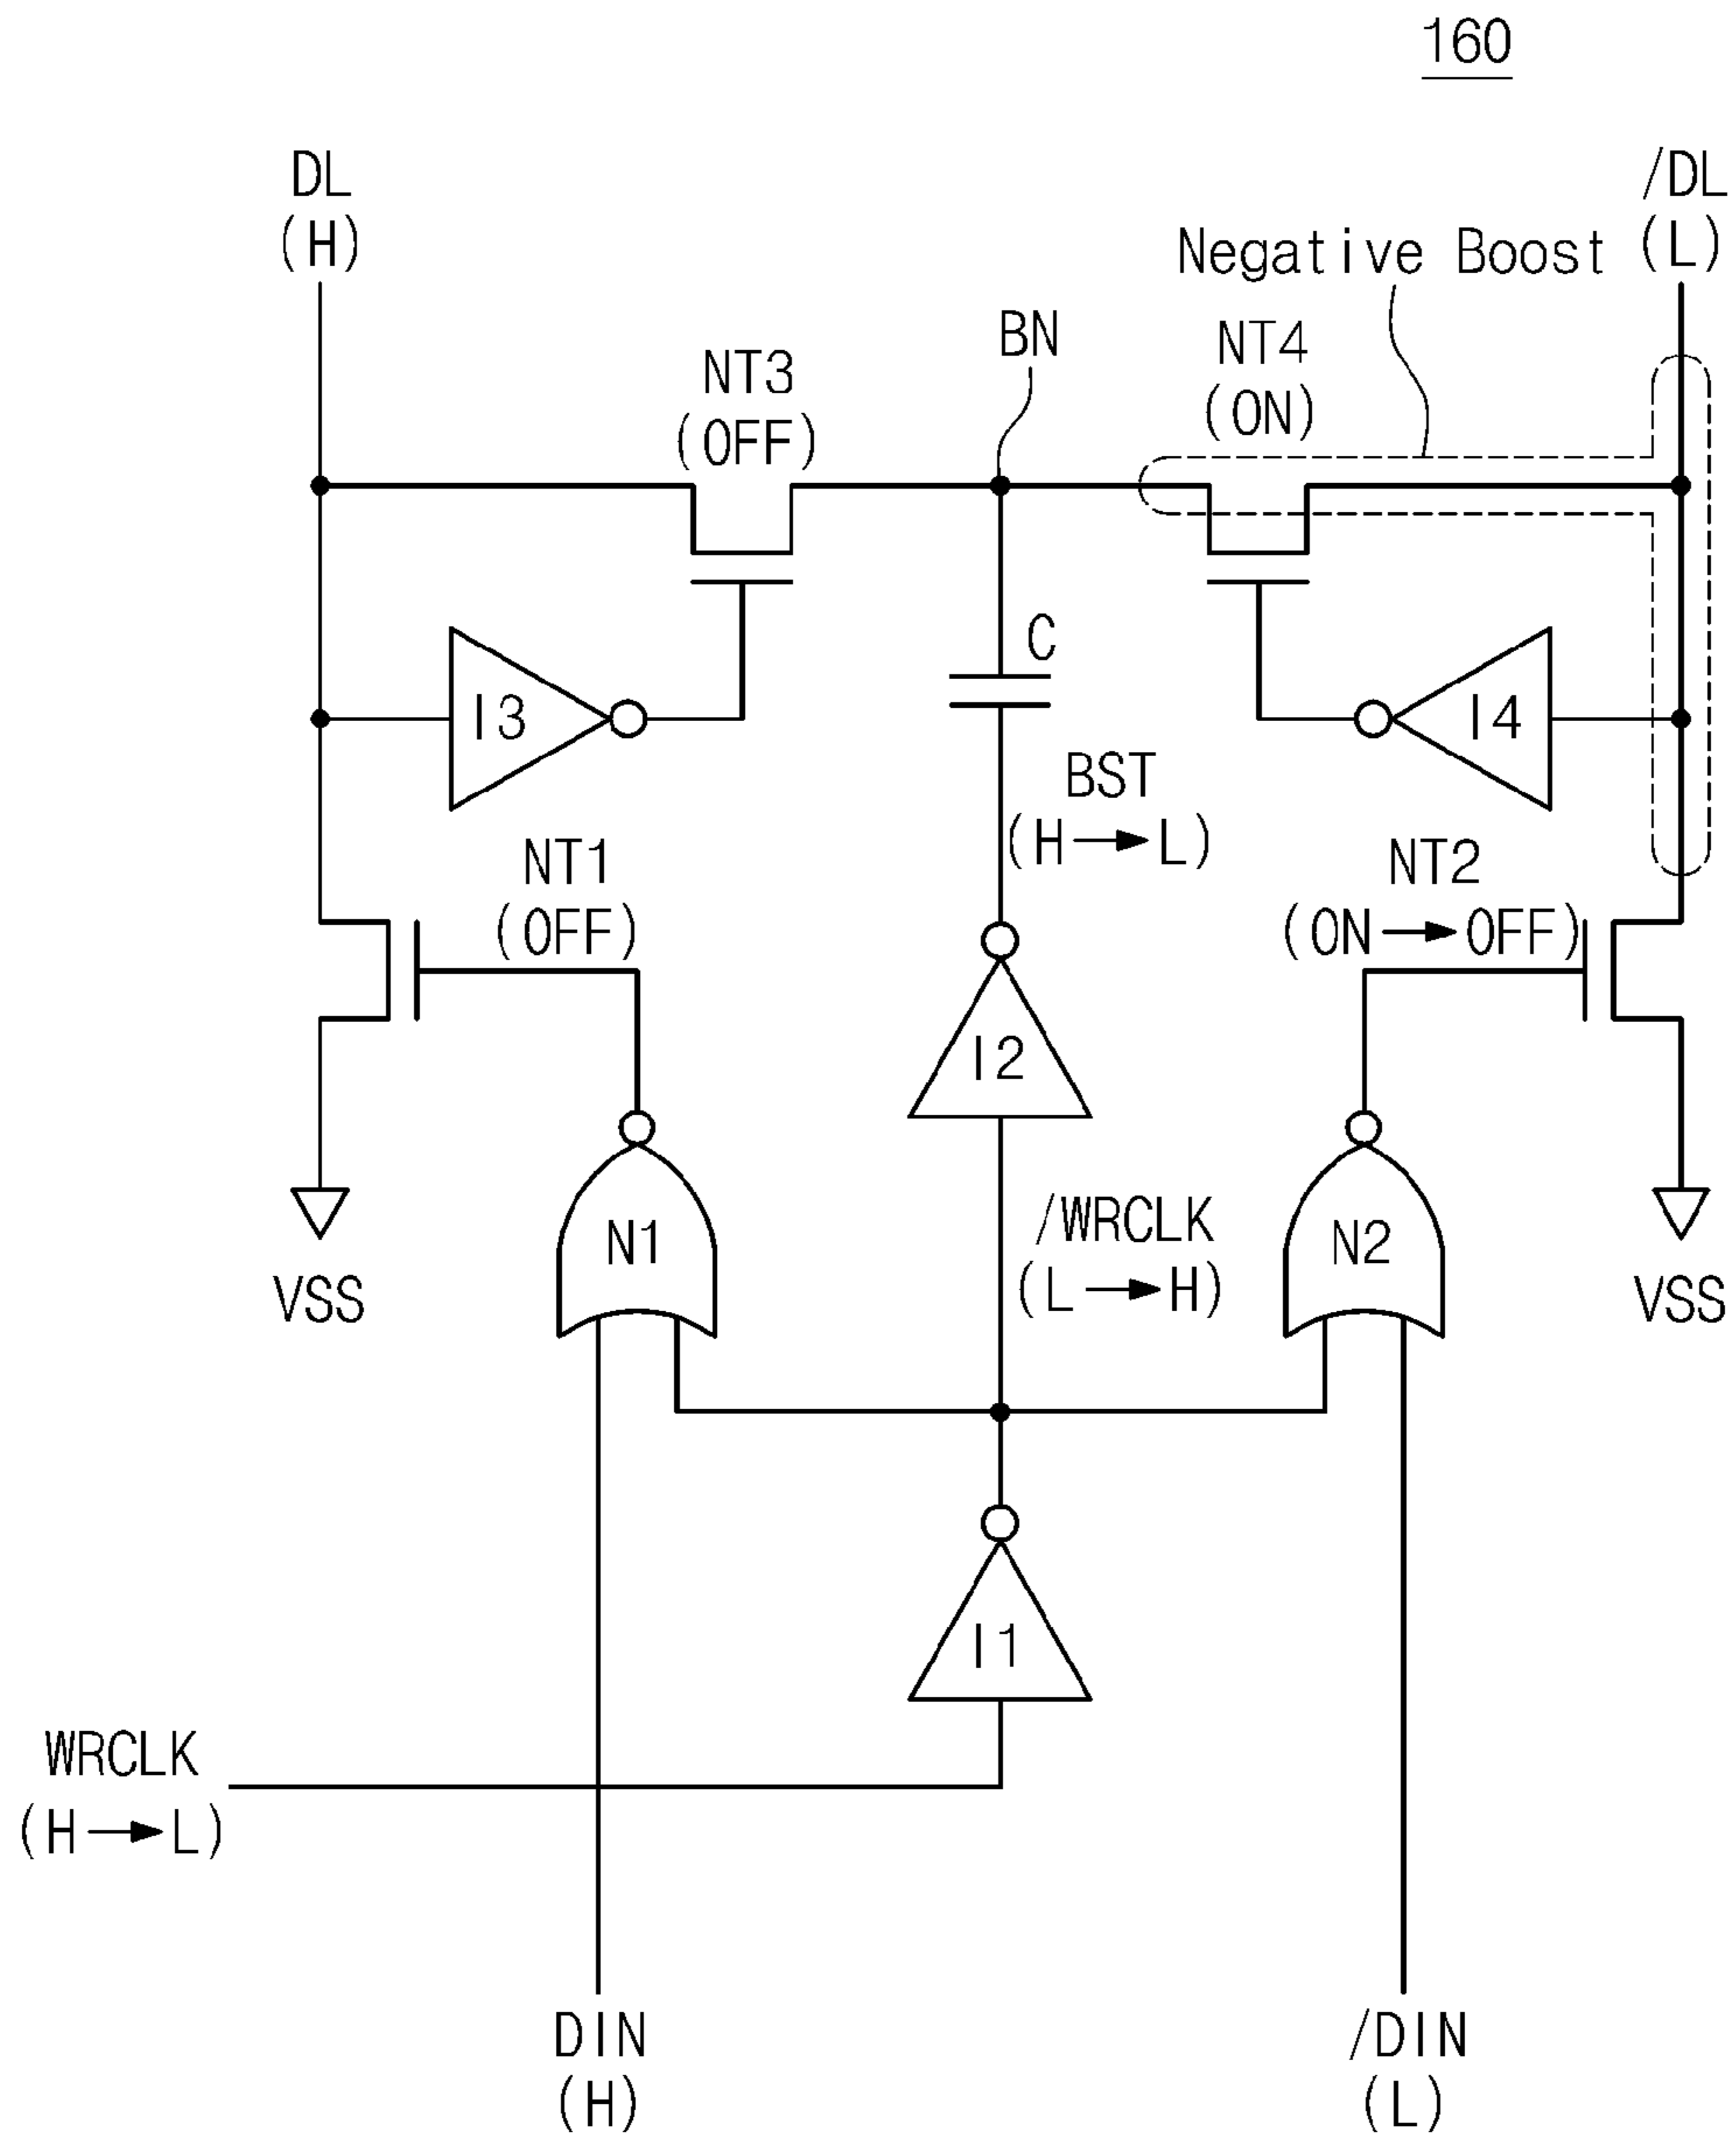 160
DL
(H)
/DL
(L)
Negative Boost
BN
NT4
(ON)
NT3
(OFF)
C
I3
I4
BST
(H→L)
NT1
(OFF)
NT2
(ON→OFF)
I2
N1
/WRCLK
(L→H)
N2
VSS
VSS
I1
WRCLK
(H→L)
DIN
(H)
/DIN
(L)